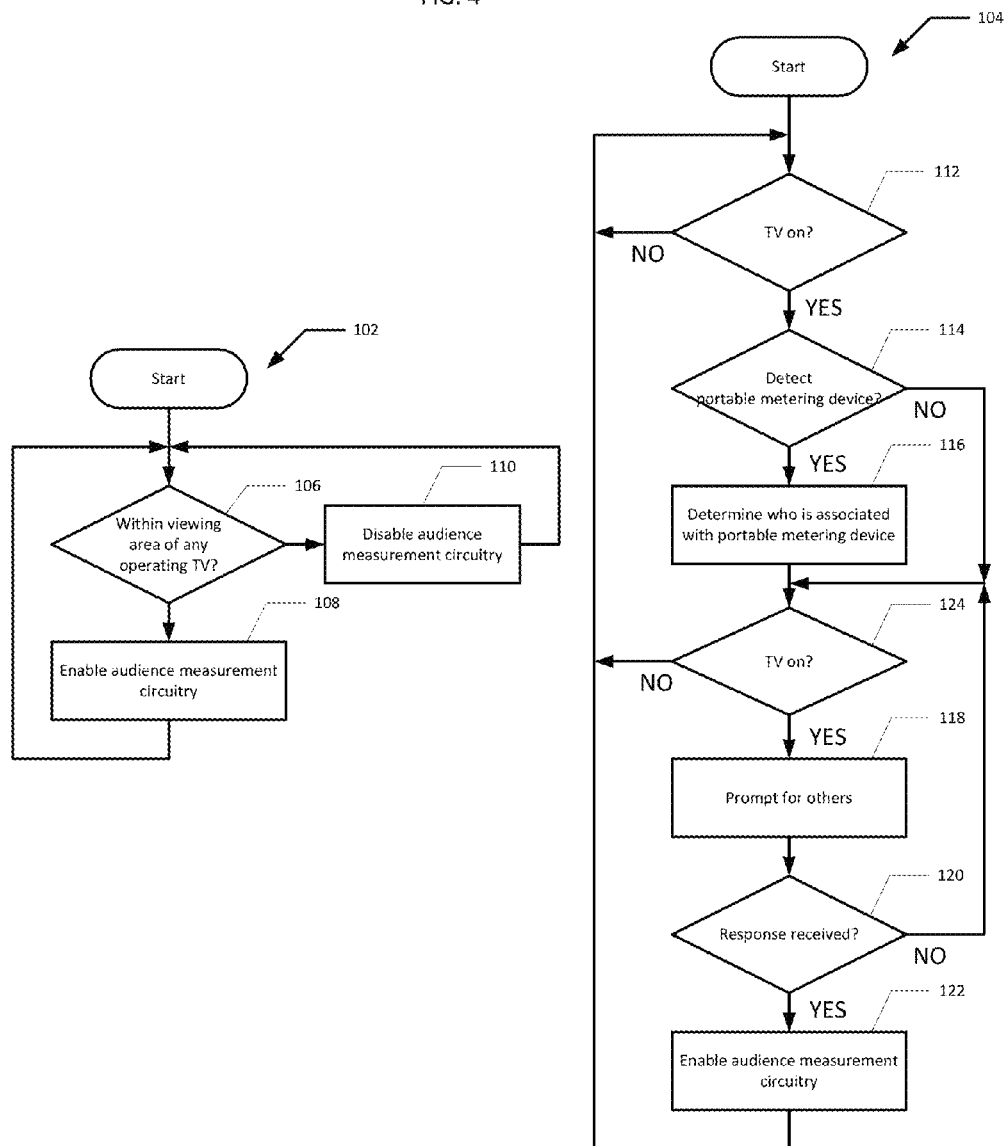 FIG. 4
104
Start
112
TV on?
NO
YES
114
Detect
portable metering device?
NO
YES
116
Determine who is associated
with portable metering device
124
TV on?
NO
YES
118
Prompt for others
120
Response received?
NO
YES
122
Enable audience measurement
circuitry
102
Start
106
Within viewing
area of any
operating TV?
110
Disable audience
measurement circuitry
108
Enable audience measurement
circuitry